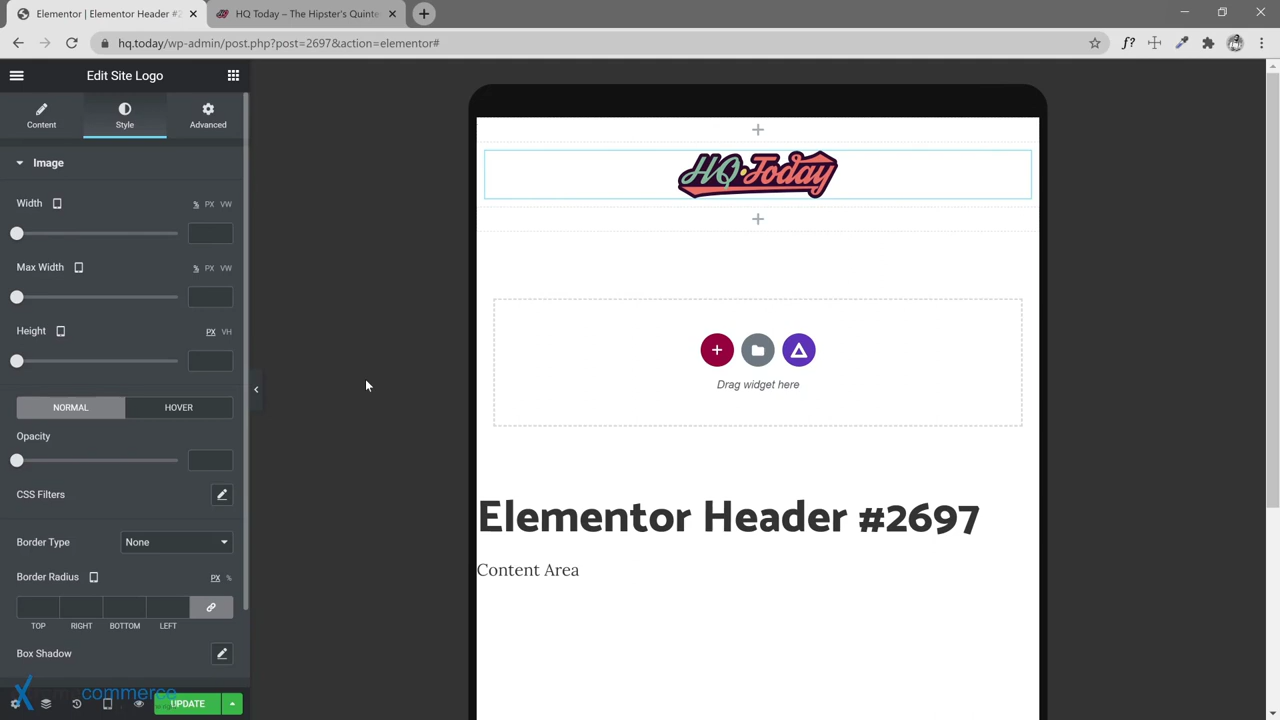 Elementor | Elementor Header #2
HQ Today – The Hipster's Quinte
hq.today/wp-admin/post.php?post=2697&action=elementor#
f?
Edit Site Logo
Content
Style
Advanced
Image
Width
% PX VW
Max Width
% PX VW
Height
PX VH
NORMAL
HOVER
Opacity
CSS Filters
Border Type
None
Border Radius
PX %
TOP RIGHT BOTTOM LEFT
Box Shadow
commerce
UPDATE
HQ·Today
Drag widget here
Elementor Header #2697
Content Area